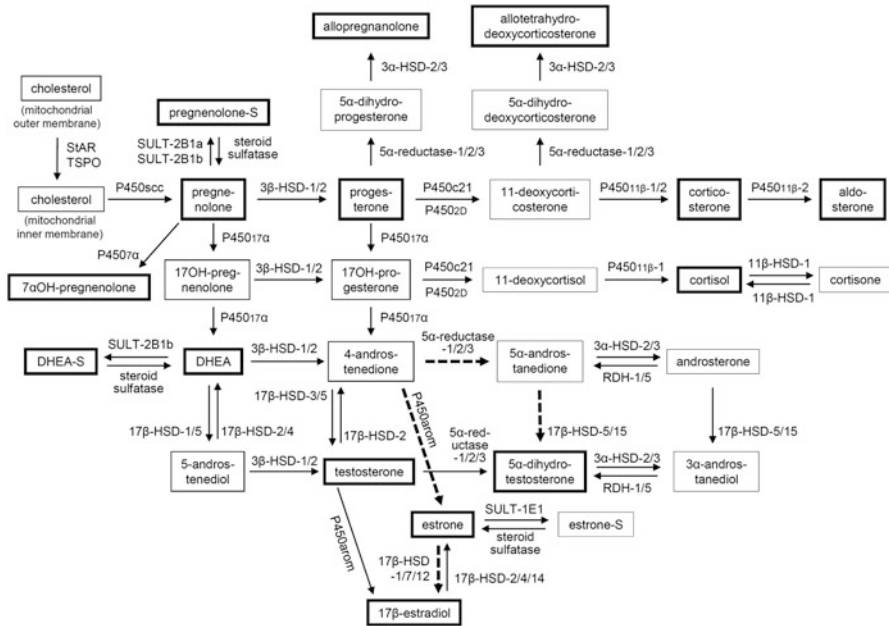 allopregnanolone
allotetrahydro-
deoxycorticosterone
3α-HSD-2/3
3α-HSD-2/3
cholesterol
(mitochondrial
outer membrane)
pregnenolone-S
5α-dihydro-
progesterone
5α-dihydro-
deoxycorticosterone
StAR
TSPO
SULT-2B1a
SULT-2B1b
steroid
sulfatase
5α-reductase-1/2/3
5α-reductase-1/2/3
cholesterol
(mitochondrial
inner membrane)
P450scc
pregne-
nolone
3β-HSD-1/2
proges-
terone
P450c21
P4502D
11-deoxycorti-
costerone
P45011β-1/2
cortico-
sterone
P45011β-2
aldo-
sterone
P4507α
P45017α
P45017α
7αOH-pregnenolone
17OH-preg-
nenolone
3β-HSD-1/2
17OH-pro-
gesterone
P450c21
P4502D
11-deoxycortisol
P45011β-1
cortisol
11β-HSD-1
11β-HSD-1
cortisone
P45017α
P45017α
DHEA-S
SULT-2B1b
steroid
sulfatase
DHEA
3β-HSD-1/2
4-andros-
tenedione
5α-reductase
-1/2/3
5α-andros-
tanedione
3α-HSD-2/3
RDH-1/5
androsterone
17β-HSD-1/5
17β-HSD-2/4
17β-HSD-3/5
17β-HSD-2
P450arom
5α-red-
uctase
-1/2/3
17β-HSD-5/15
17β-HSD-5/15
5-andros-
tenediol
3β-HSD-1/2
testosterone
5α-dihydro-
testosterone
3α-HSD-2/3
RDH-1/5
3α-andros-
tanediol
P450arom
estrone
SULT-1E1
steroid
sulfatase
estrone-S
17β-HSD
-1/7/12
17β-HSD-2/4/14
17β-estradiol